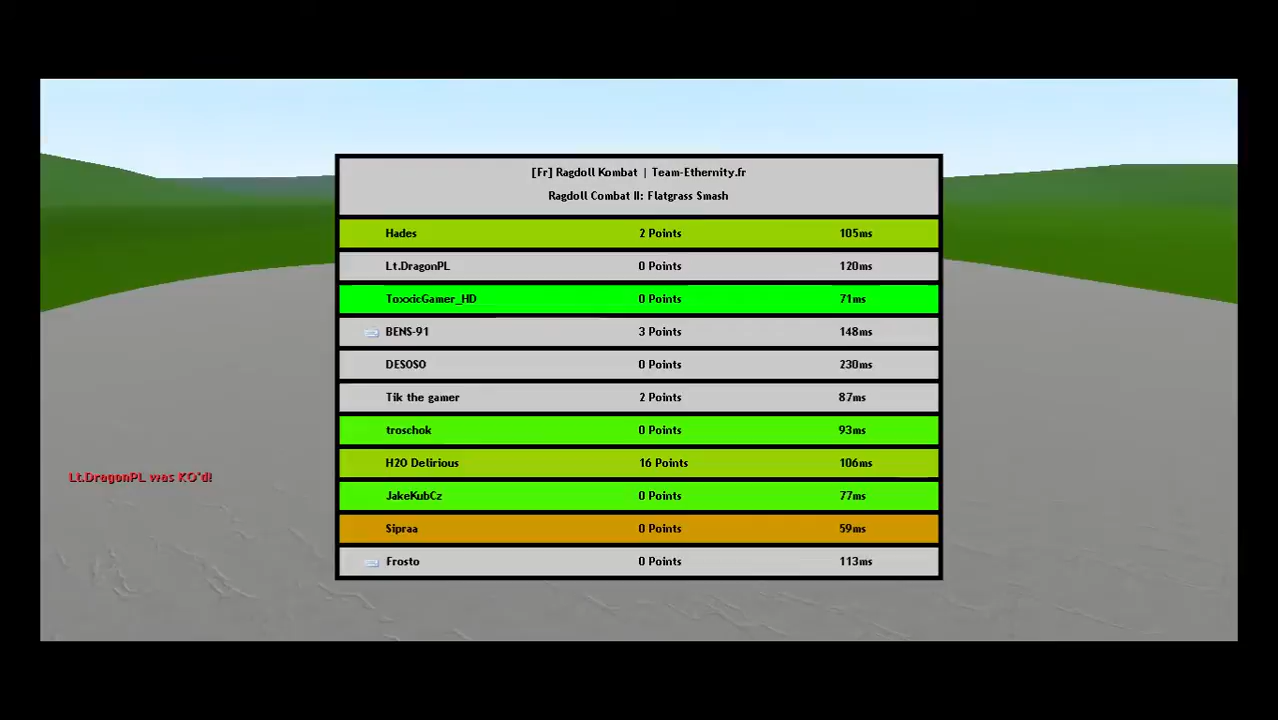 [Fr] Ragdoll Kombat | Team-Ethernity.fr
Ragdoll Combat II: Flatgrass Smash
Hades 2 Points 105ms
Lt.DragonPL 0 Points 120ms
ToxxicGamer_HD 0 Points 71ms
BENS-91 3 Points 148ms
DESOSO 0 Points 230ms
Tik the gamer 2 Points 87ms
troschok 0 Points 93ms
H2O Delirious 16 Points 106ms
Lt.DragonPL was KO'd!
JakeKubCz 0 Points 77ms
Sipraa 0 Points 59ms
Frosto 0 Points 113ms